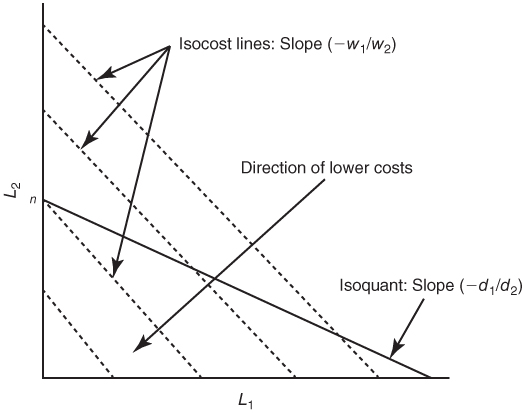 Isocost lines: Slope (−w₁/w₂)
Direction of lower costs
L₂
n
Isoquant: Slope (−d₁/d₂)
L₁